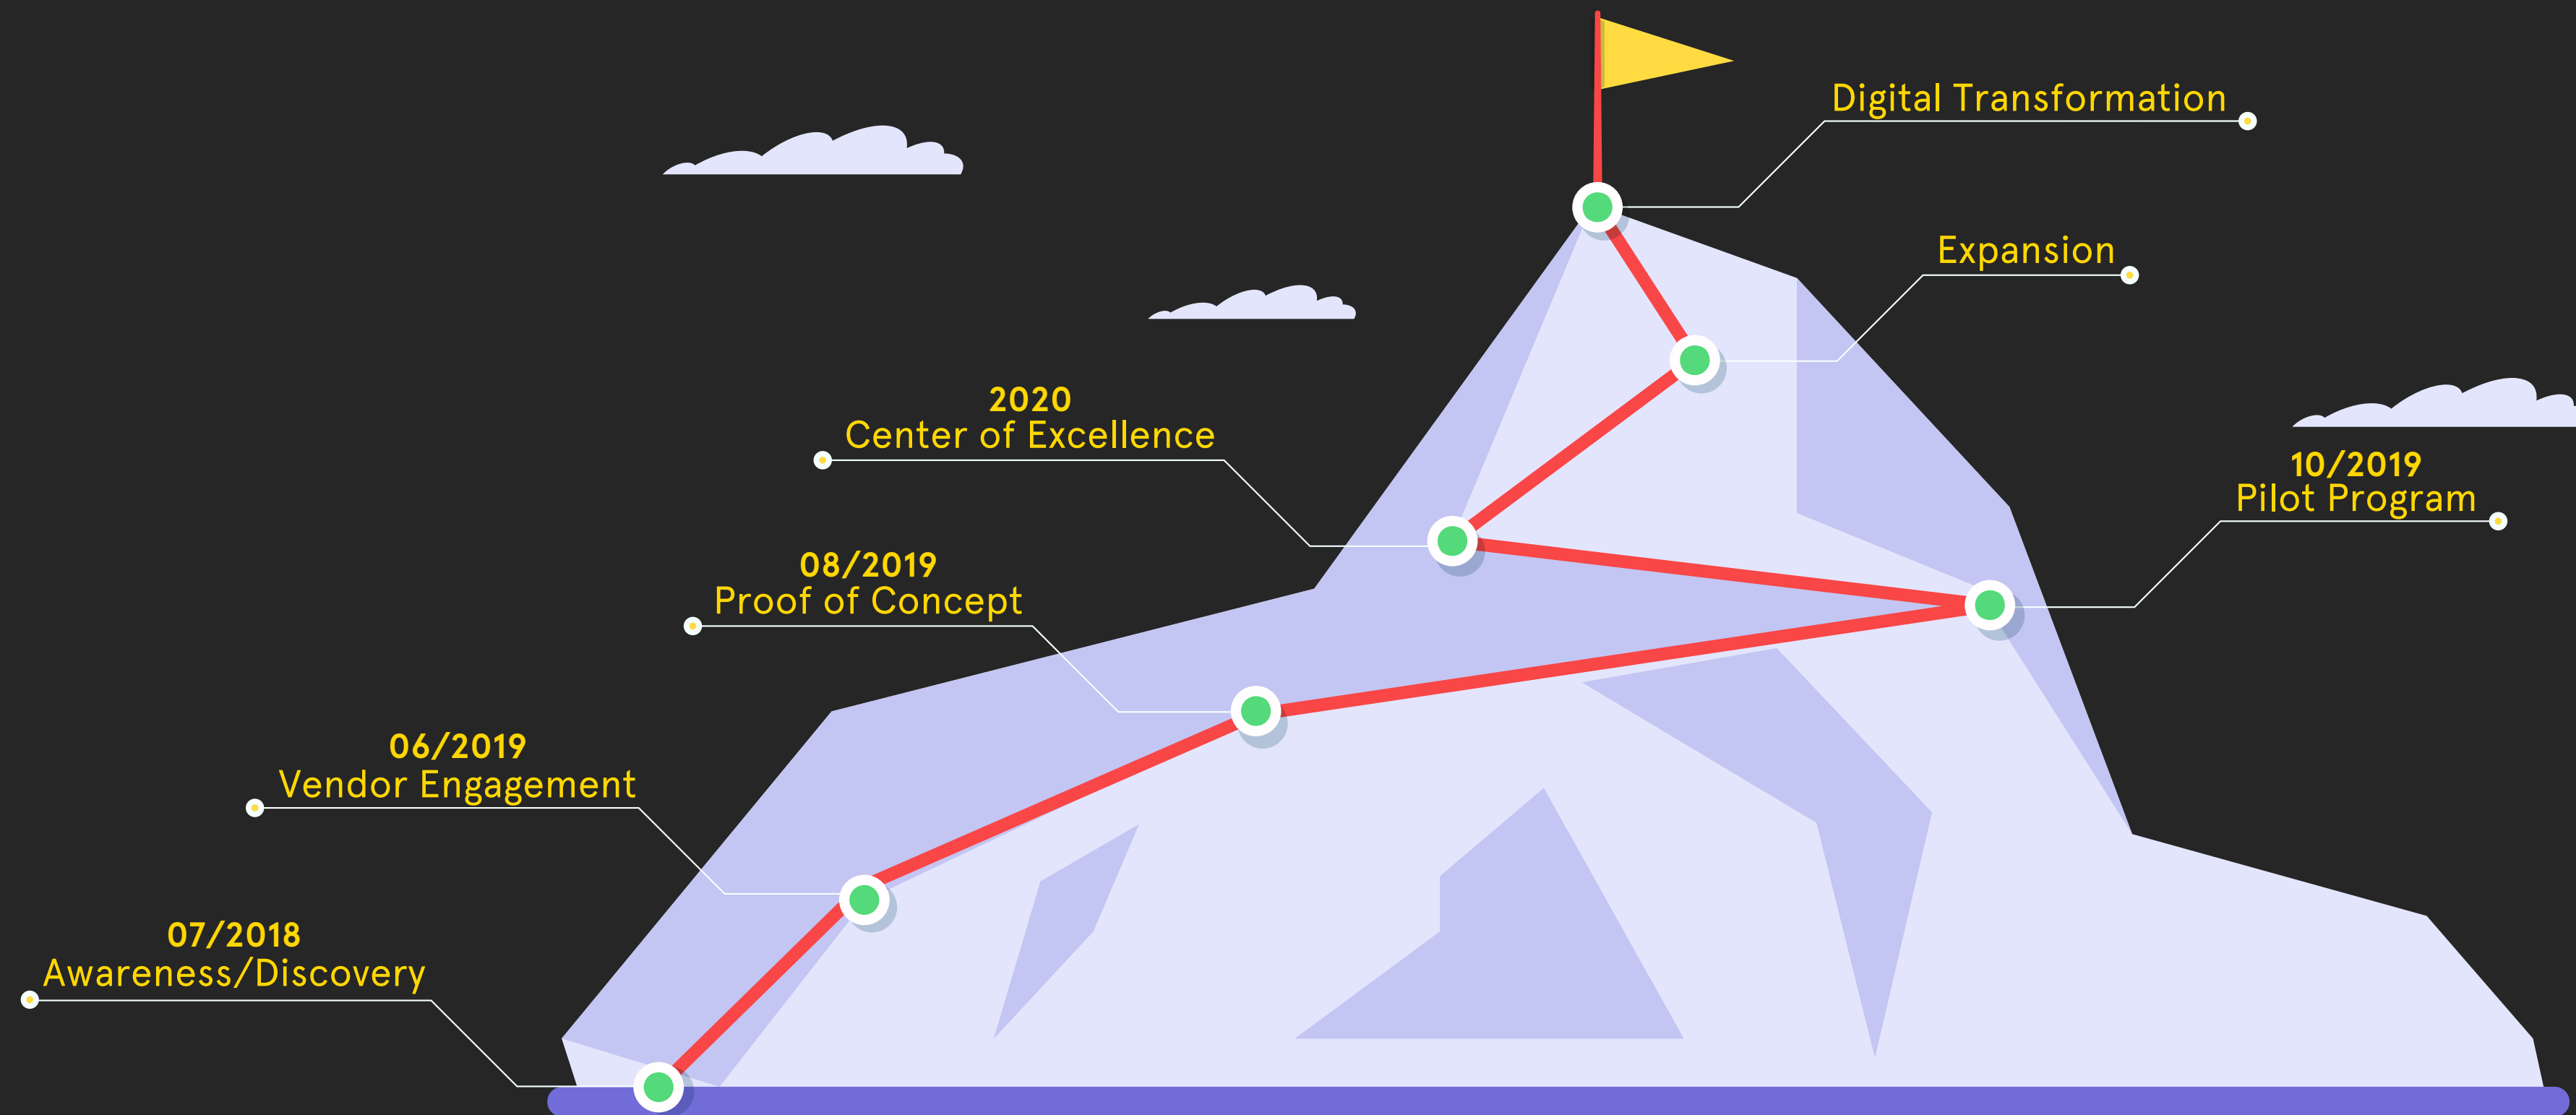 Digital Transformation
Expansion
2020
Center of Excellence
10/2019
Pilot Program
08/2019
Proof of Concept
06/2019
Vendor Engagement
07/2018
Awareness/Discovery